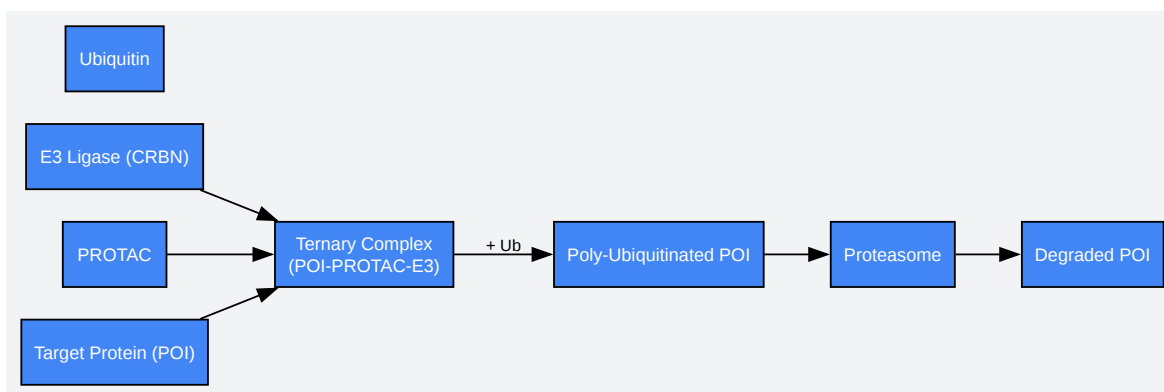 Ubiquitin
E3 Ligase (CRBN)
PROTAC
Target Protein (POI)
Ternary Complex
(POI-PROTAC-E3)
+ Ub
Poly-Ubiquitinated POI
Proteasome
Degraded POI